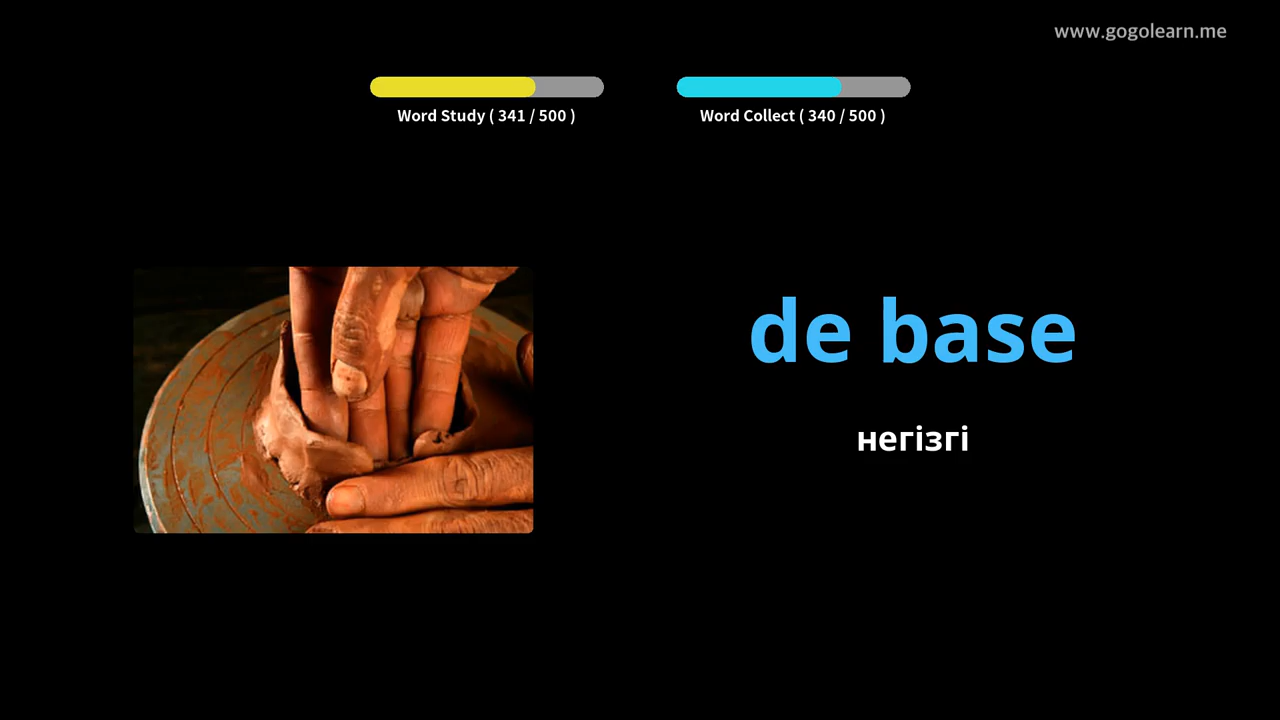 www.gogolearn.me
Word Study ( 341 / 500 )
Word Collect ( 340 / 500 )
de base
негізгі